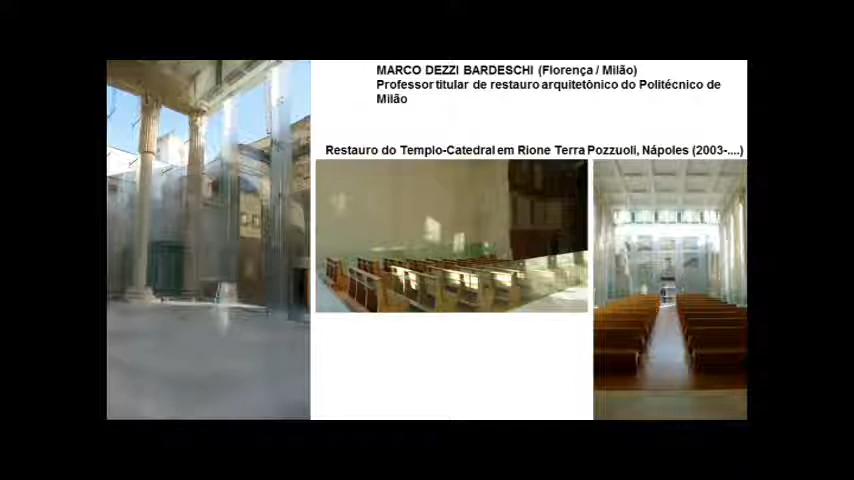 MARCO DEZZI BARDESCHI (Florença / Milão)
Professor titular de restauro arquitetônico do Politécnico de
Milão
Restauro do Templo-Catedral em Rione Terra Pozzuoli, Nápoles (2003-....)